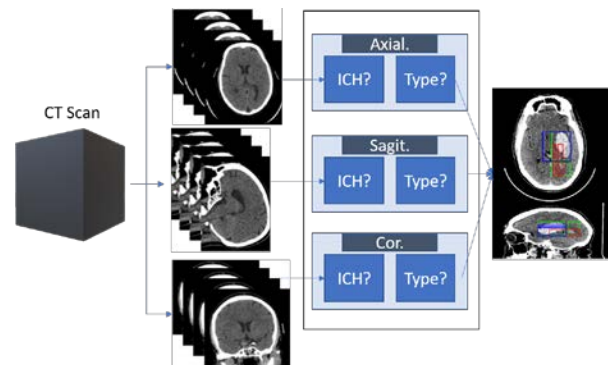 CT Scan
Axial.
ICH?
Type?
Sagit.
ICH?
Type?
Cor.
ICH?
Type?